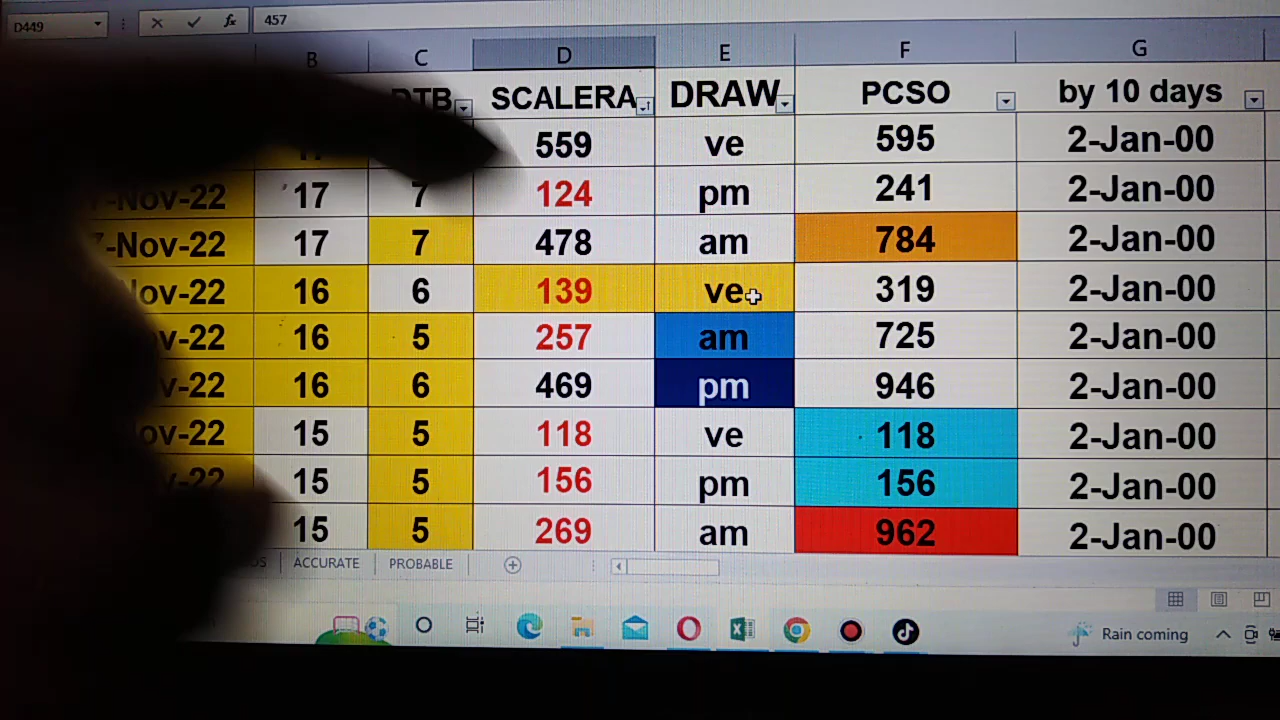 D449 fx 457
B C D E F G
DTB SCALERA DRAW PCSO by 10 days
559 ve 595 2-Jan-00
-Nov-22 17 7 124 pm 241 2-Jan-00
-Nov-22 17 7 478 am 784 2-Jan-00
ov-22 16 6 139 ve 319 2-Jan-00
v-22 16 5 257 am 725 2-Jan-00
v-22 16 6 469 pm 946 2-Jan-00
ov-22 15 5 118 ve 118 2-Jan-00
-22 15 5 156 pm 156 2-Jan-00
15 5 269 am 962 2-Jan-00
ACCURATE PROBABLE
Rain coming